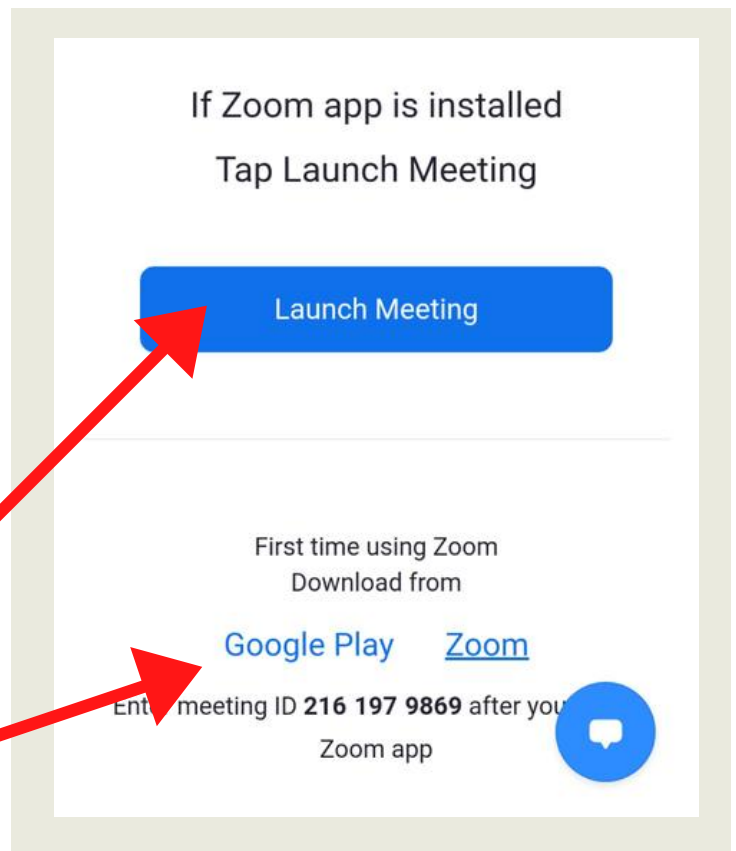 If Zoom app is installed
Tap Launch Meeting
Launch Meeting
First time using Zoom
Download from
Google Play Zoom
meeting ID 216 197 9869 after you
Zoom app